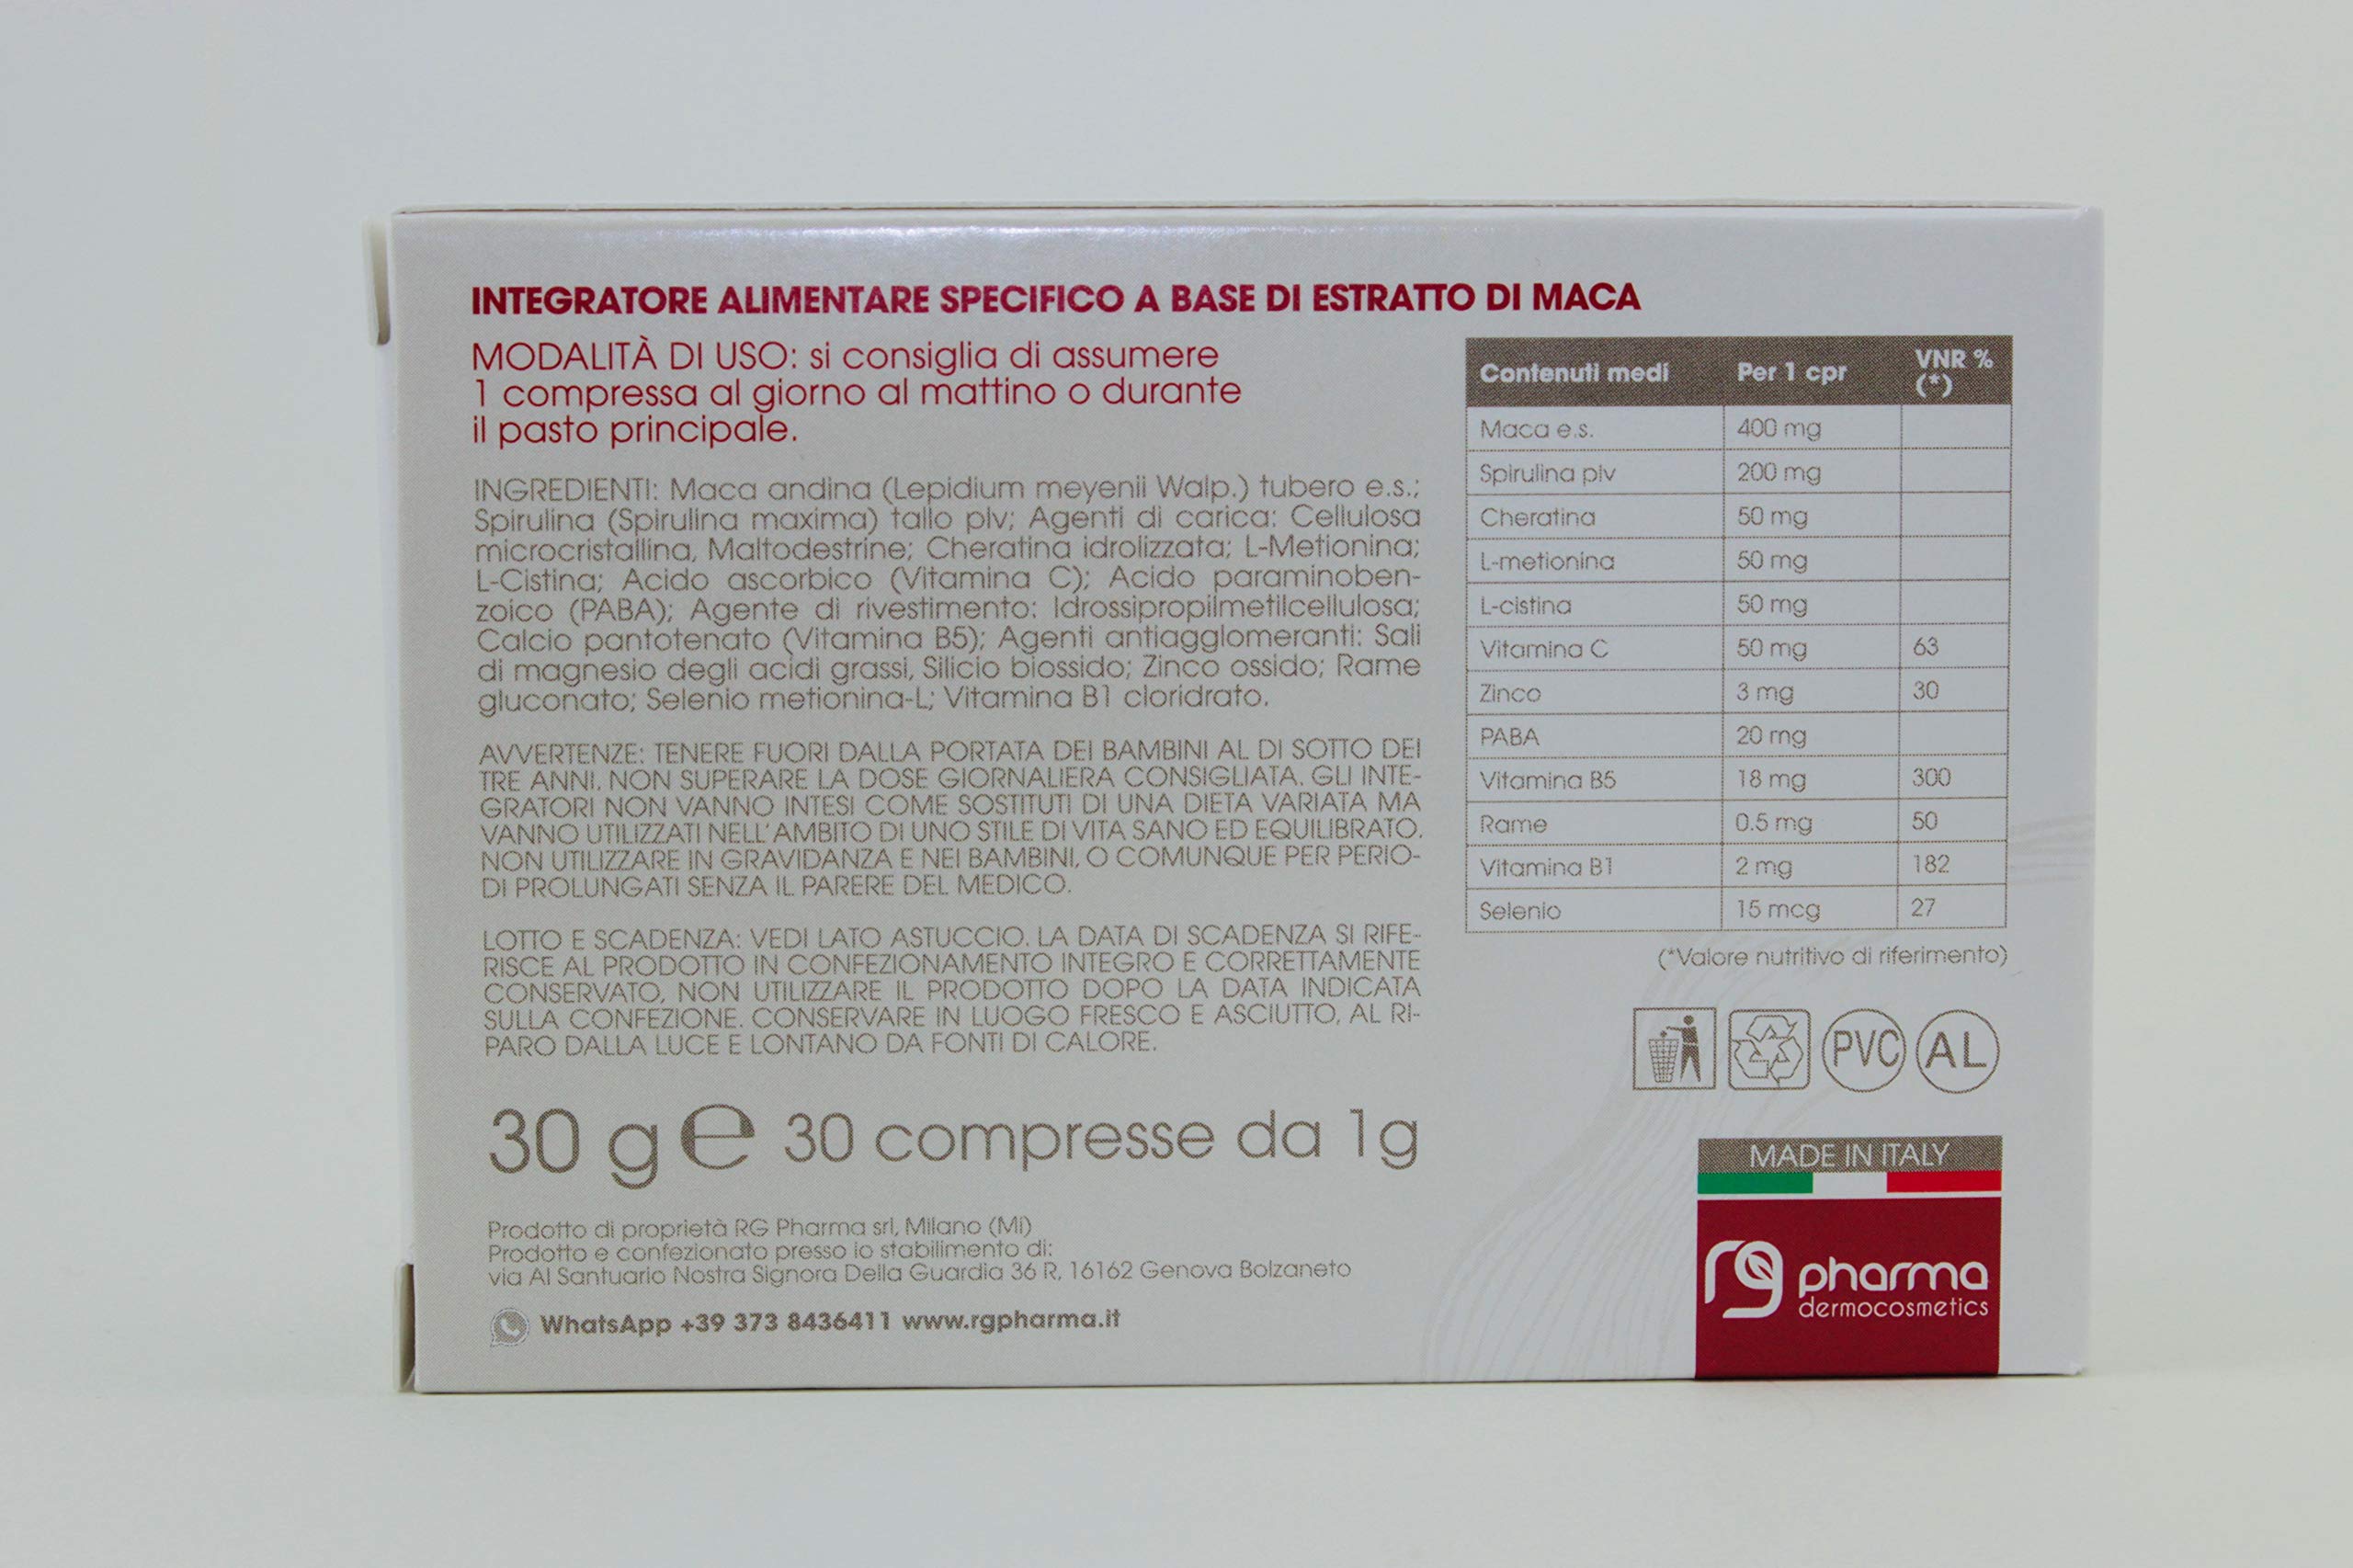 INTEGRATORE ALIMENTARE SPECIFICO A BASE DI ESTRATTO DI MACA
MODALITÀ DI USO: si consiglia di assumere
1 compressa al giorno al mattino o durante
il pasto principale.
INGREDIENTI: Maca andina (Lepidium meyenii Walp.) tubero e.s.;
Spirulina (Spirulina maxima) tallo plv; Agenti di carica: Cellulosa
microcristallina, Maltodestrine; Cheratina idrolizzata; L-Metionina;
L-Cistina; Acido ascorbico (Vitamina C); Acido paraminoben-
zoico (PABA); Agente di rivestimento: Idrossipropilmetilcellulosa;
Calcio pantotenato (Vitamina B5); Agenti antiagglomeranti: Sali
di magnesio degli acidi grassi, Silicio biossido; Zinco ossido; Rame
gluconato; Selenio metionina-L; Vitamina B1 cloridrato.
AVVERTENZE: TENERE FUORI DALLA PORTATA DEI BAMBINI AL DI SOTTO DEI
TRE ANNI. NON SUPERARE LA DOSE GIORNALIERA CONSIGLIATA. GLI INTE-
GRATORI NON VANNO INTESI COME SOSTITUTI DI UNA DIETA VARIATA MA
VANNO UTILIZZATI NELL'AMBITO DI UNO STILE DI VITA SANO ED EQUILIBRATO.
NON UTILIZZARE IN GRAVIDANZA E NEI BAMBINI, O COMUNQUE PER PERIO-
DI PROLUNGATI SENZA IL PARERE DEL MEDICO.
LOTTO E SCADENZA: VEDI LATO ASTUCCIO. LA DATA DI SCADENZA SI RIFE-
RISCE AL PRODOTTO IN CONFEZIONAMENTO INTEGRO E CORRETTAMENTE
CONSERVATO, NON UTILIZZARE IL PRODOTTO DOPO LA DATA INDICATA
SULLA CONFEZIONE. CONSERVARE IN LUOGO FRESCO E ASCIUTTO, AL RI-
PARO DALLA LUCE E LONTANO DA FONTI DI CALORE.
30 g e 30 compresse da 1g
Prodotto di proprietà RG Pharma srl, Milano (Mi)
Prodotto e confezionato presso lo stabilimento di:
via Al Santuario Nostra Signora Della Guardia 36 R, 16162 Genova Bolzaneto
WhatsApp +39 373 8436411 www.rgpharma.it
Contenuti medi Per 1 cpr VNR % (*)
Maca e.s. 400 mg
Spirulina plv 200 mg
Cheratina 50 mg
L-metionina 50 mg
L-cistina 50 mg
Vitamina C 50 mg 63
Zinco 3 mg 30
PABA 20 mg
Vitamina B5 18 mg 300
Rame 0.5 mg 50
Vitamina B1 2 mg 182
Selenio 15 mcg 27
(*Valore nutritivo di riferimento)
PVC AL
MADE IN ITALY
rg pharma
dermocosmetics